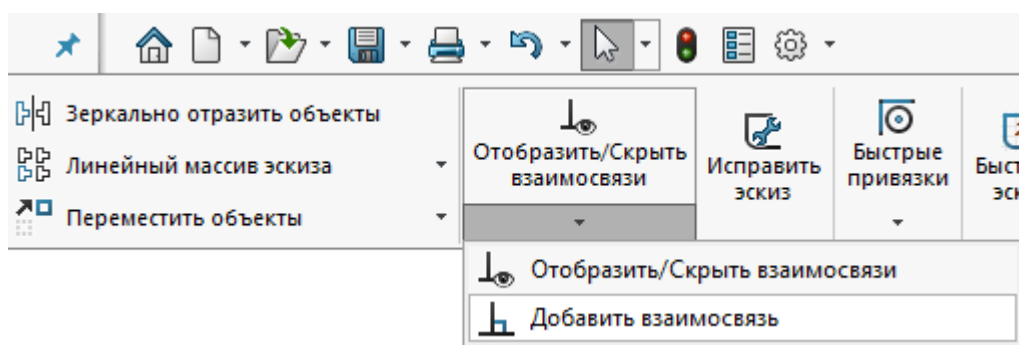 Зеркально отразить объекты
Линейный массив эскиза
Переместить объекты
Отобразить/Скрыть
взаимосвязи
Исправить
эскиз
Быстрые
привязки
Отобразить/Скрыть взаимосвязи
Добавить взаимосвязь